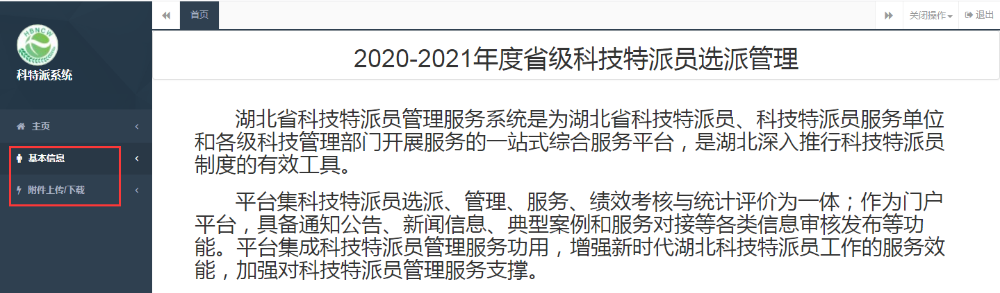 首页
关闭操作
退出
HBNCW
科特派系统
主页
基本信息
附件上传/下载
2020-2021年度省级科技特派员选派管理
湖北省科技特派员管理服务系统是为湖北省科技特派员、科技特派员服务单位
和各级科技管理部门开展服务的一站式综合服务平台，是湖北深入推行科技特派员
制度的有效工具。
平台集科技特派员选派、管理、服务、绩效考核与统计评价为一体；作为门户
平台，具备通知公告、新闻信息、典型案例和服务对接等各类信息审核发布等功
能。平台集成科技特派员管理服务功用，增强新时代湖北科技特派员工作的服务效
能，加强对科技特派员管理服务支撑。